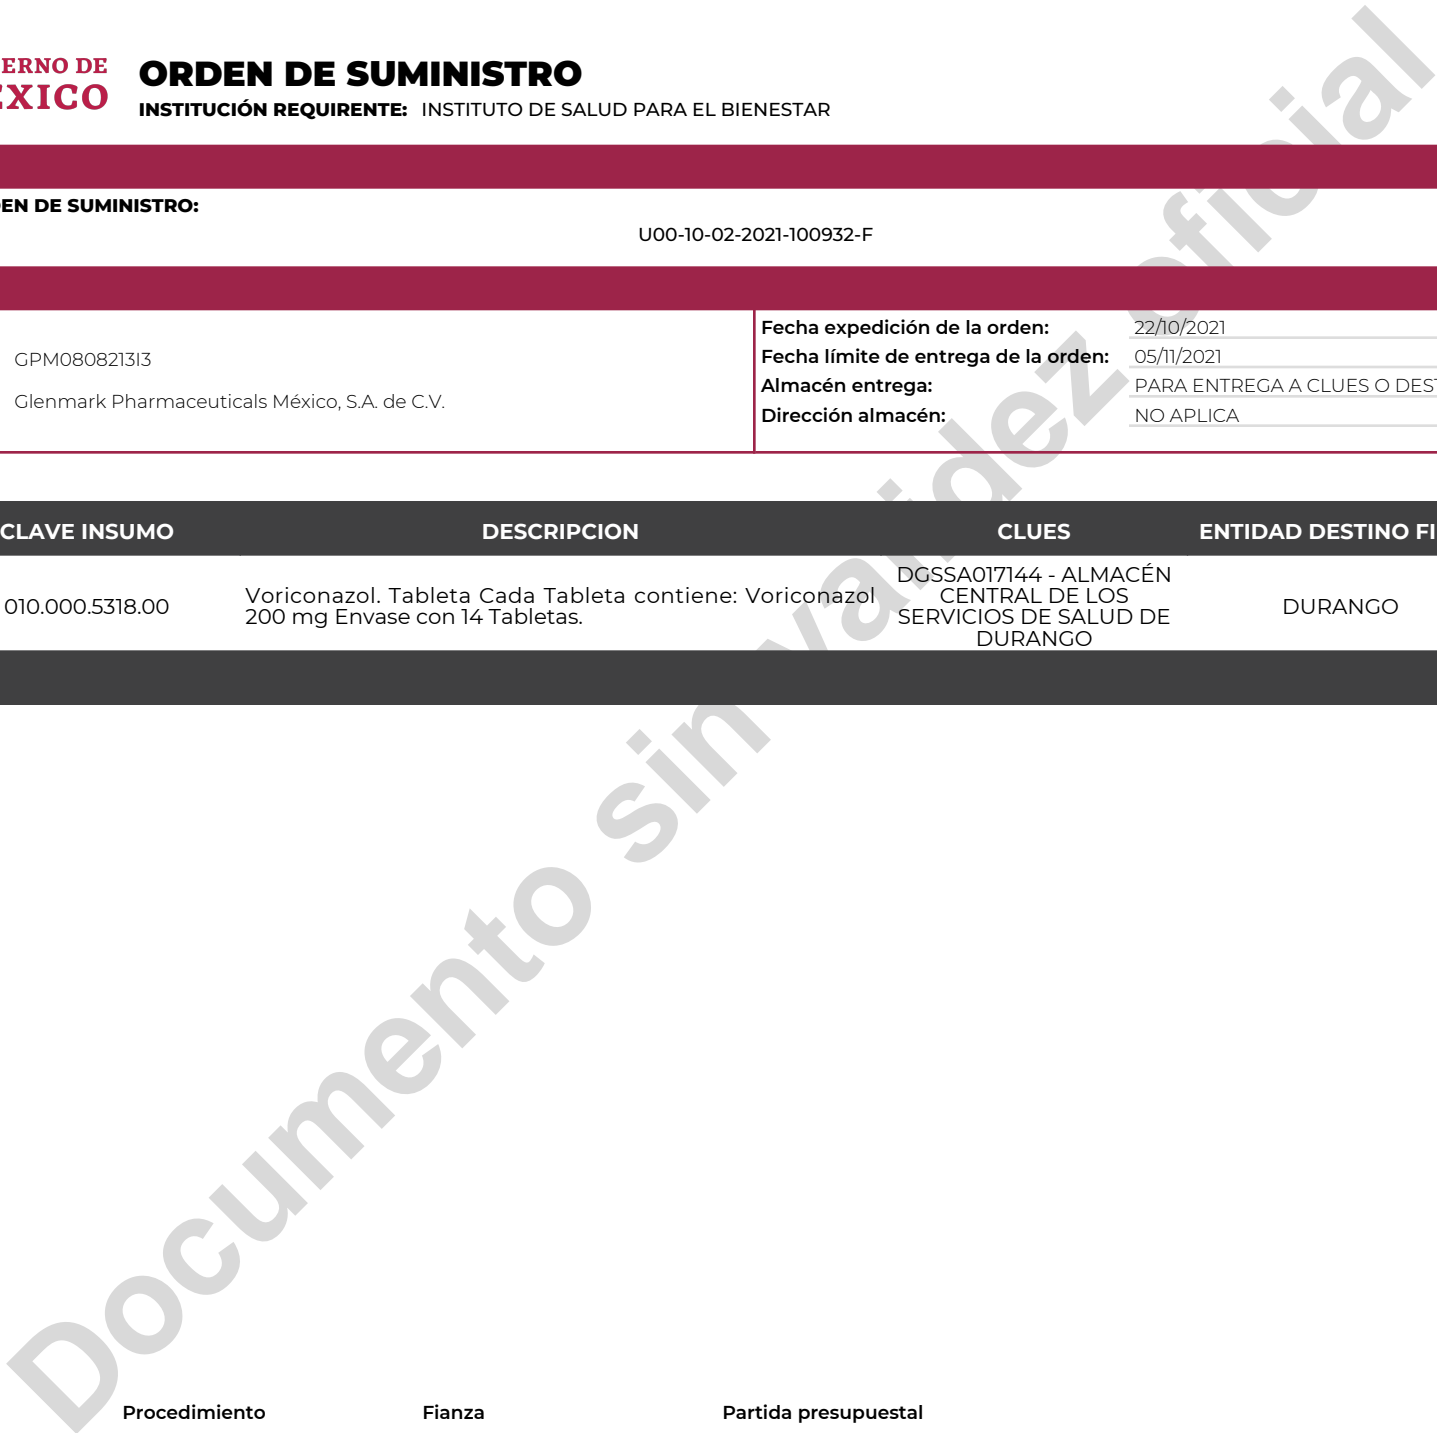 ERNO DE
ÉXICO
ORDEN DE SUMINISTRO
INSTITUCIÓN REQUIRENTE: INSTITUTO DE SALUD PARA EL BIENESTAR
EN DE SUMINISTRO:
U00-10-02-2021-100932-F
GPM0808213I3
Glenmark Pharmaceuticals México, S.A. de C.V.
Fecha expedición de la orden: 22/10/2021
Fecha límite de entrega de la orden: 05/11/2021
Almacén entrega: PARA ENTREGA A CLUES O DEST
Dirección almacén: NO APLICA
CLAVE INSUMO DESCRIPCION CLUES ENTIDAD DESTINO FI
010.000.5318.00
Voriconazol. Tableta Cada Tableta contiene: Voriconazol
200 mg Envase con 14 Tabletas.
DGSSA017144 - ALMACÉN
CENTRAL DE LOS
SERVICIOS DE SALUD DE
DURANGO
DURANGO
Documento sin validez oficial
Procedimiento Fianza Partida presupuestal